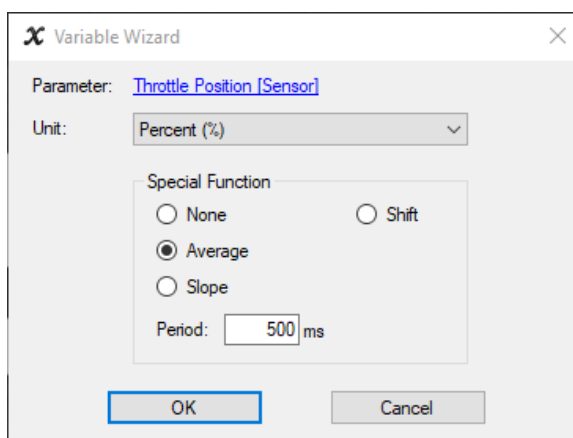 x Variable Wizard
Parameter: Throttle Position [Sensor]
Unit: Percent (%)
Special Function
None Shift
Average
Slope
Period: 500 ms
OK Cancel